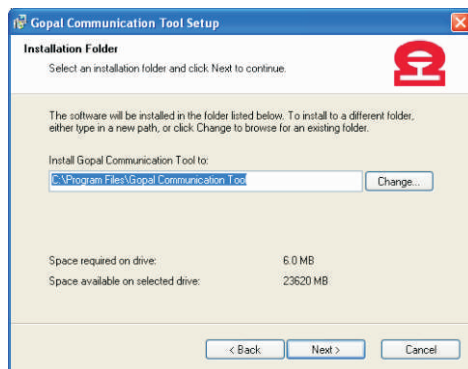 Gopal Communication Tool Setup
Installation Folder
Select an installation folder and click Next to continue.
The software will be installed in the folder listed below. To install to a different folder,
either type in a new path, or click Change to browse for an existing folder.
Install Gopal Communication Tool to:
C:\Program Files\Gopal Communication Tool
Change...
Space required on drive: 6.0 MB
Space available on selected drive: 23620 MB
< Back
Next >
Cancel